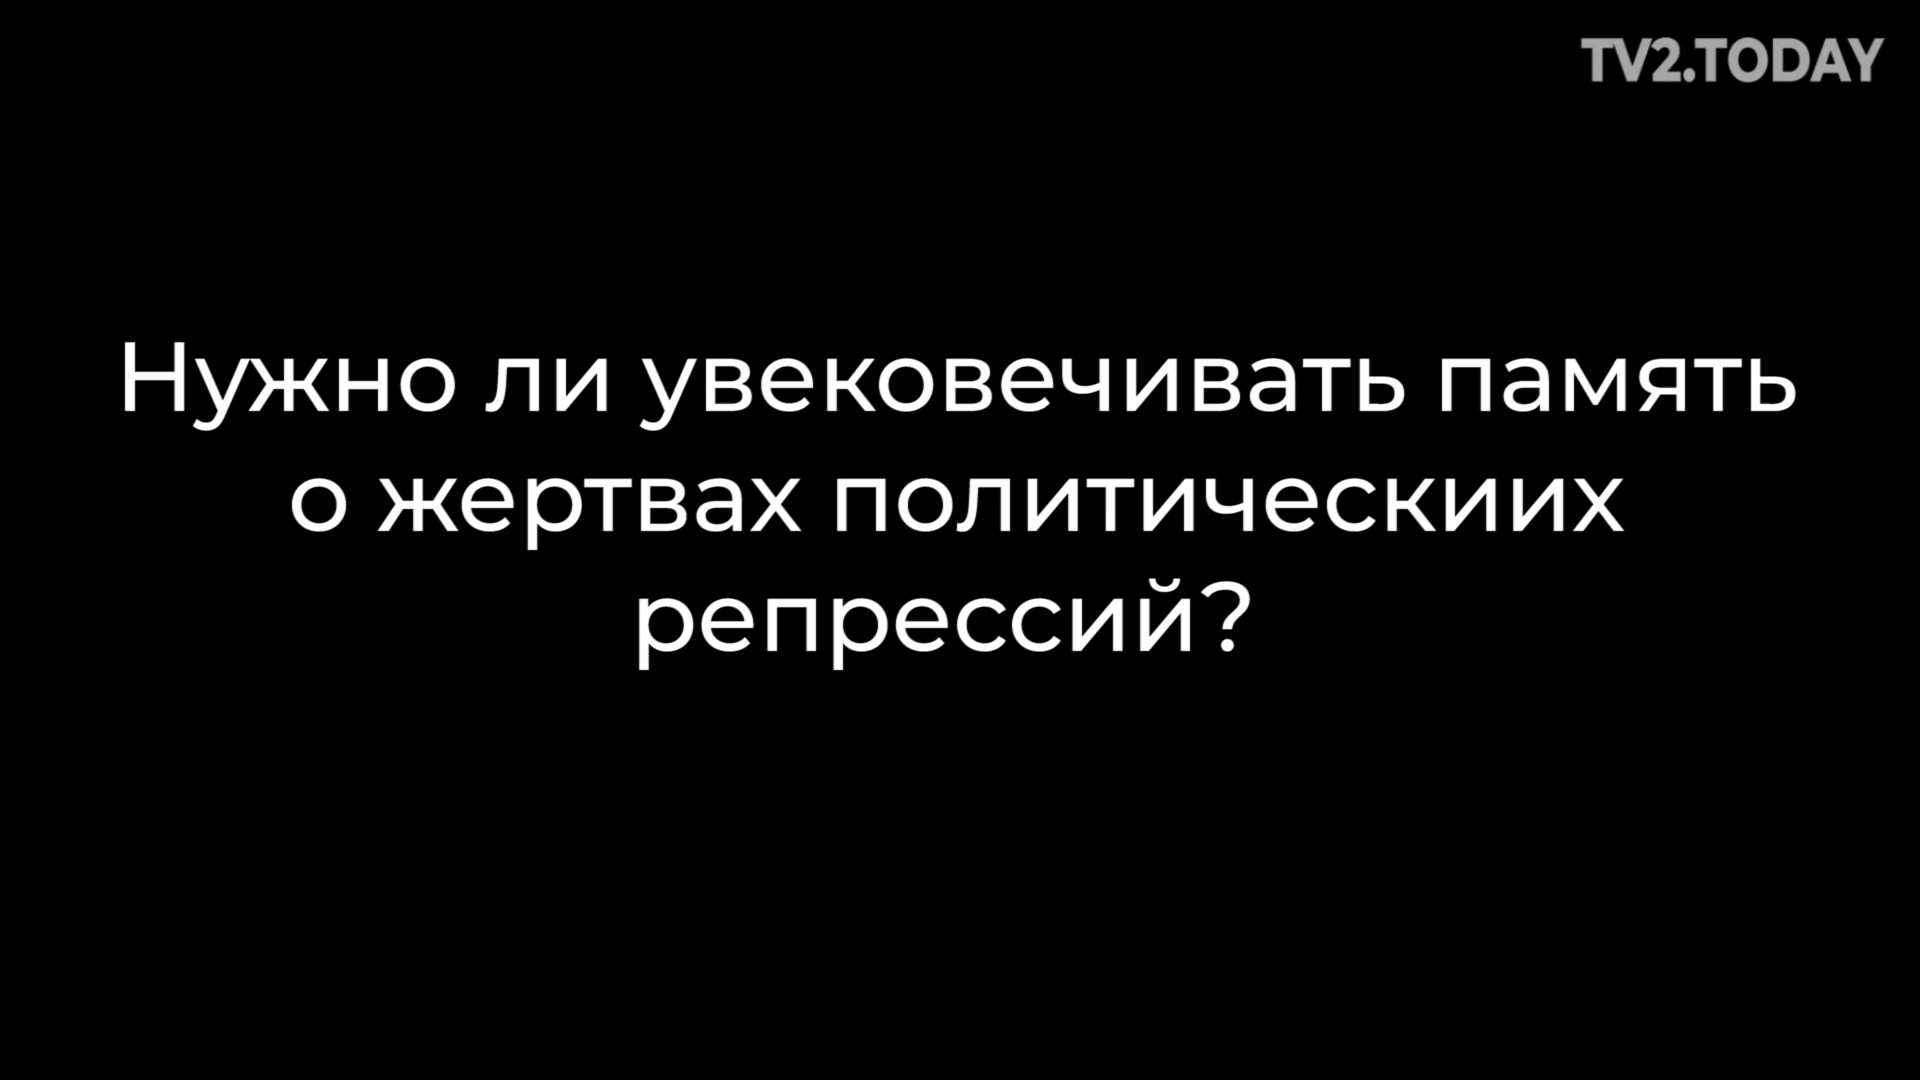 TV2.TODAY
Нужно ли увековечивать память
о жертвах политическиих
репрессий?